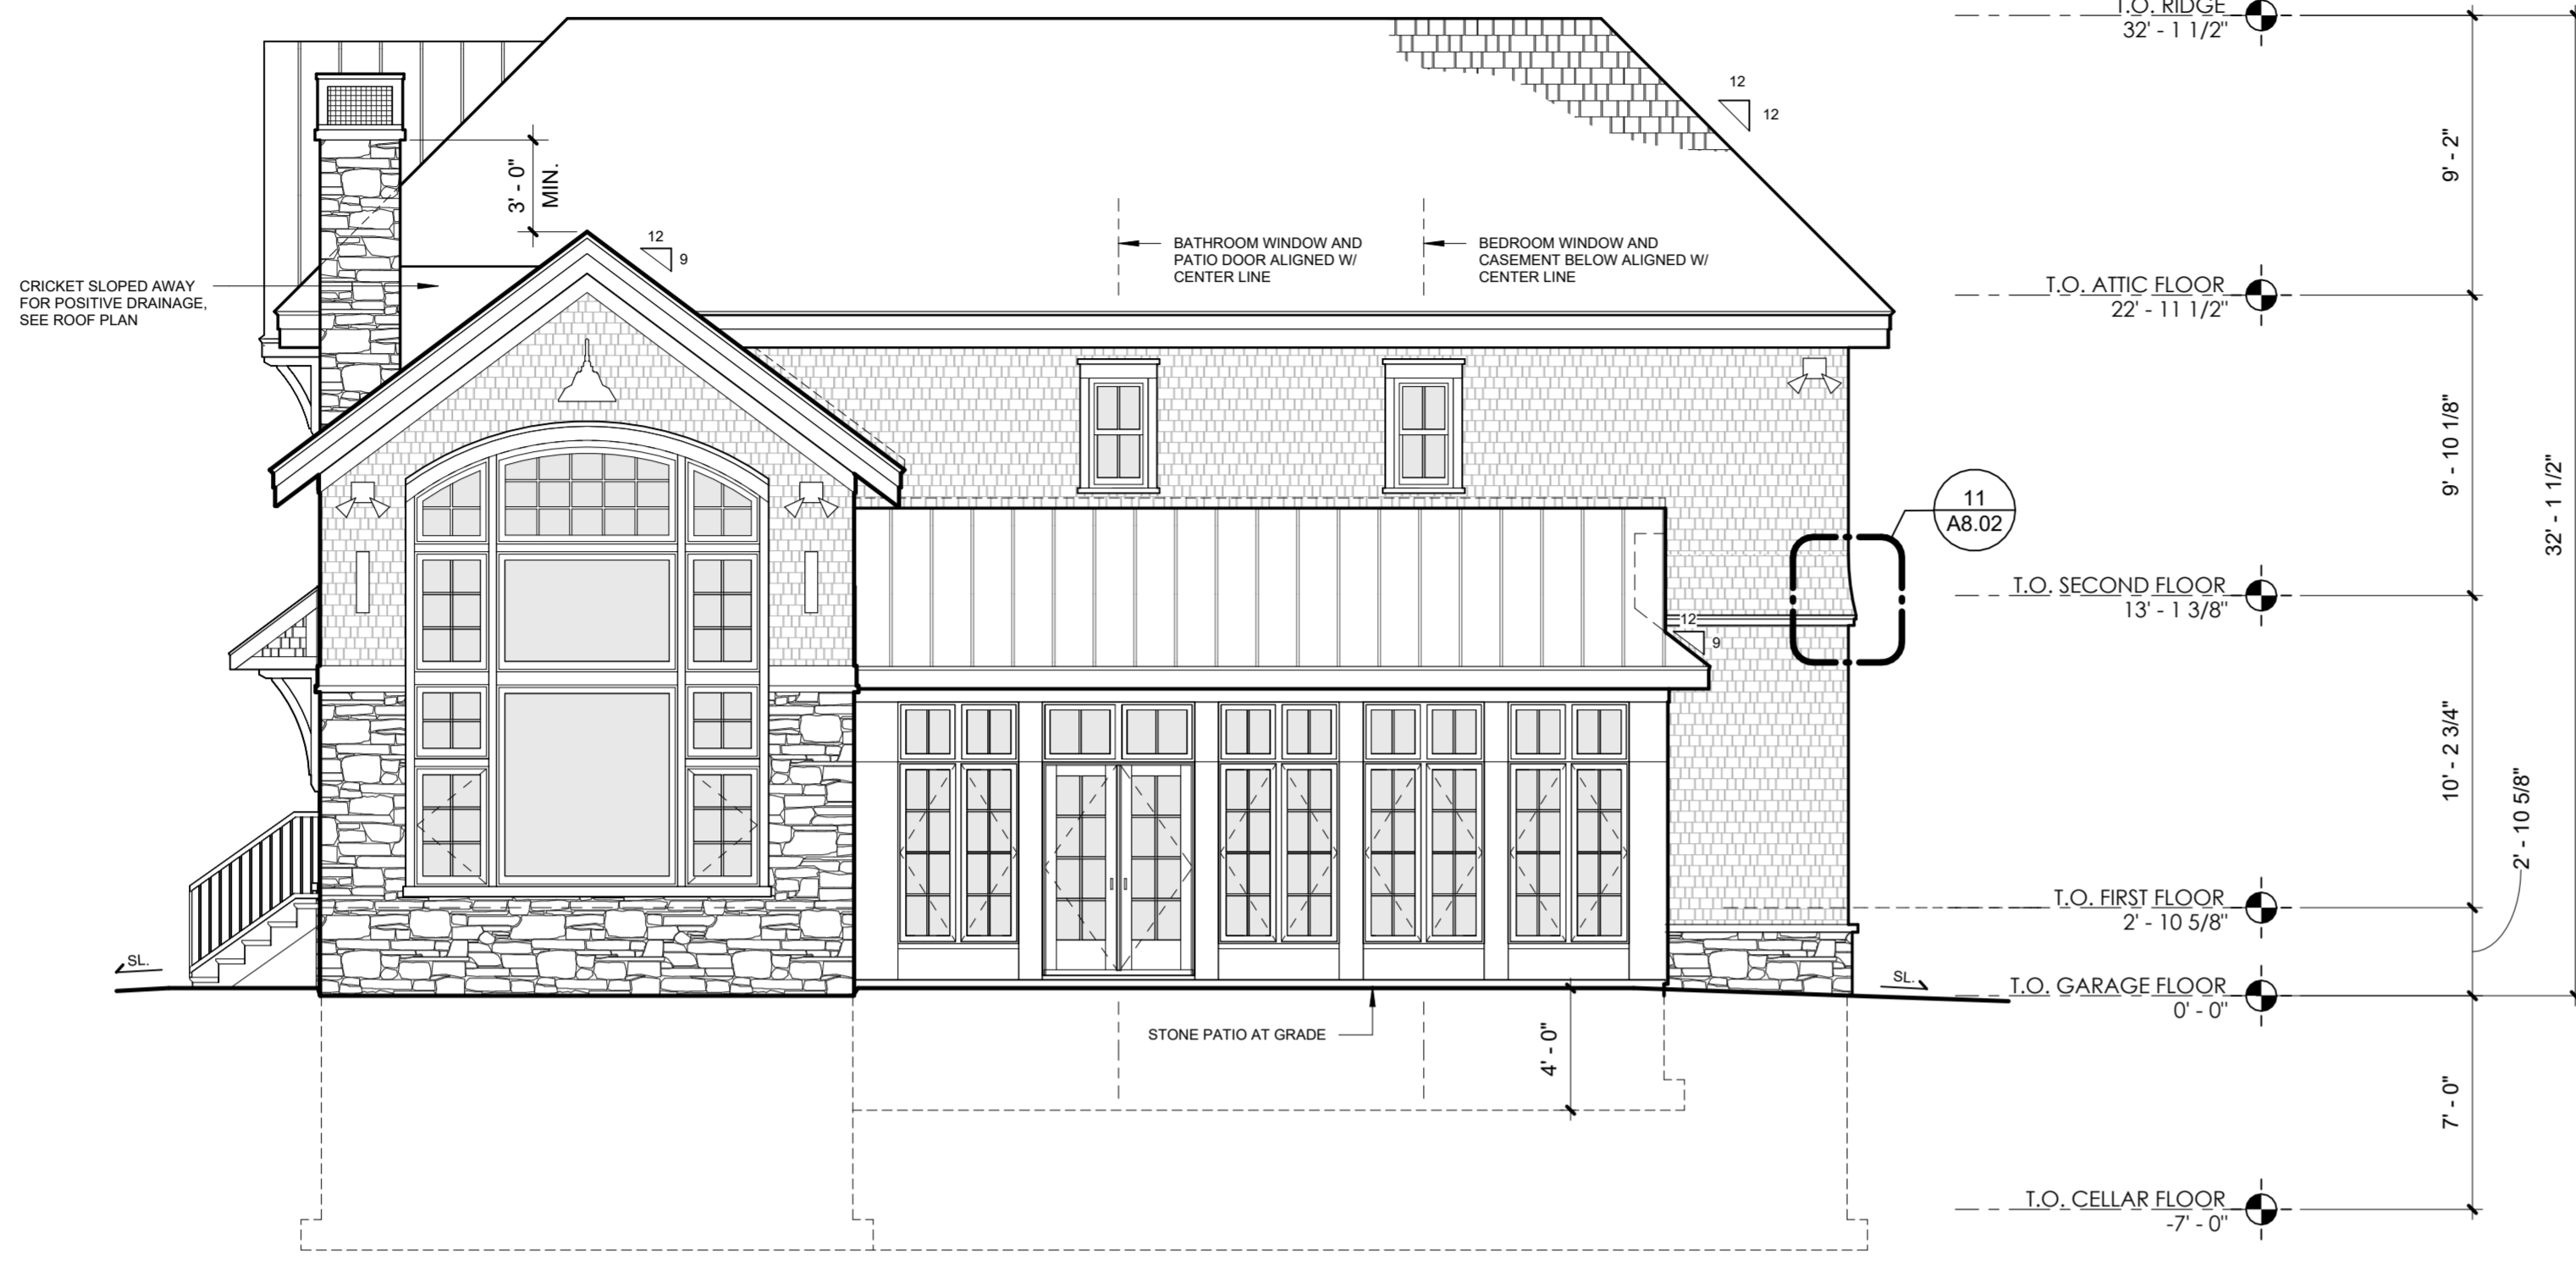 T.O. RIDGE
32' - 1 1/2"
12
12
9' - 2"
3' - 0"
MIN.
12
9
BATHROOM WINDOW AND
PATIO DOOR ALIGNED W/
CENTER LINE
BEDROOM WINDOW AND
CASEMENT BELOW ALIGNED W/
CENTER LINE
CRICKET SLOPED AWAY
FOR POSITIVE DRAINAGE,
SEE ROOF PLAN
T.O. ATTIC FLOOR
22' - 11 1/2"
9' - 10 1/8"
32' - 1 1/2"
11
A8.02
T.O. SECOND FLOOR
13' - 1 3/8"
12
9
10' - 2 3/4"
2' - 10 5/8"
T.O. FIRST FLOOR
2' - 10 5/8"
SL.
SL.
T.O. GARAGE FLOOR
0' - 0"
STONE PATIO AT GRADE
4' - 0"
7' - 0"
T.O. CELLAR FLOOR
-7' - 0"